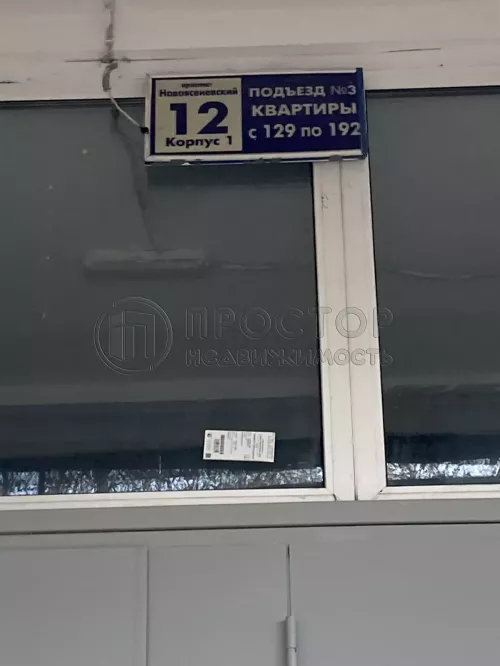 проспект
Новоясеневский
12
Корпус 1
ПОДЪЕЗД №3
КВАРТИРЫ
с 129 по 192
ПРОСТОР
НЕДВИЖИМОСТЬ